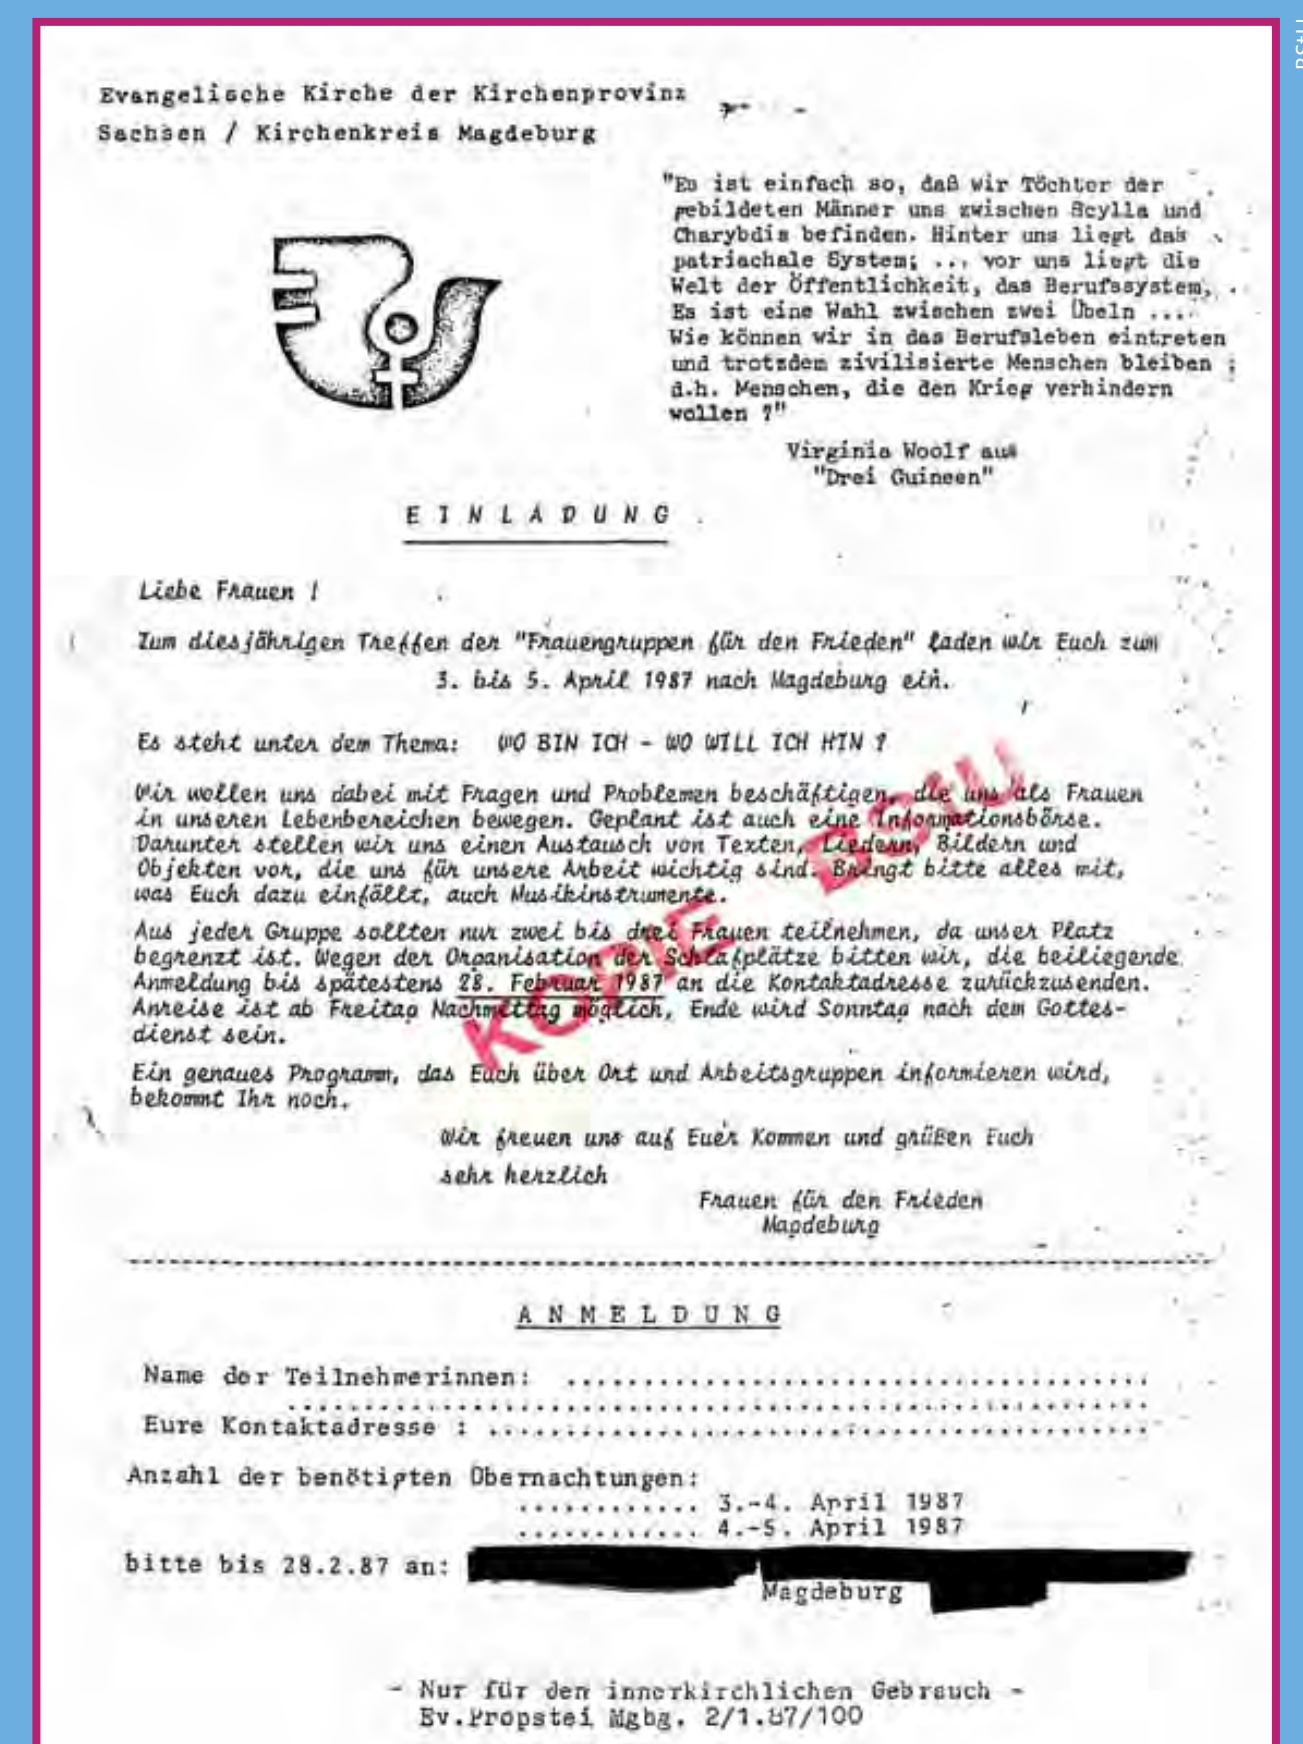 BStU
Evangelische Kirche der Kirchenprovinz
Sachsen / Kirchenkreis Magdeburg
"Es ist einfach so, daß wir Töchter der
gebildeten Männer uns zwischen Scylla und
Charybdis befinden. Hinter uns liegt das
patriachale System; ... vor uns liegt die
Welt der Öffentlichkeit, das Berufssystem,
Es ist eine Wahl zwischen zwei Übeln ....
Wie können wir in das Berufsleben eintreten
und trotzdem zivilisierte Menschen bleiben ;
d.h. Menschen, die den Krieg verhindern
wollen ?"
Virginia Woolf aus
"Drei Guineen"
E I N L A D U N G
Liebe Frauen !
Zum diesjährigen Treffen der "Frauengruppen für den Frieden" laden wir Euch zum
3. bis 5. April 1987 nach Magdeburg ein.
Es steht unter dem Thema: WO BIN ICH - WO WILL ICH HIN ?
Wir wollen uns dabei mit Fragen und Problemen beschäftigen, die uns als Frauen
in unseren Lebenbereichen bewegen. Geplant ist auch eine Informationsbörse.
Darunter stellen wir uns einen Austausch von Texten, Liedern, Bildern und
Objekten vor, die uns für unsere Arbeit wichtig sind. Bringt bitte alles mit,
was Euch dazu einfällt, auch Musikinstrumente.
Aus jeder Gruppe sollten nur zwei bis drei Frauen teilnehmen, da unser Platz
begrenzt ist. Wegen der Organisation der Schlafplätze bitten wir, die beiliegende
Anmeldung bis spätestens 28. Februar 1987 an die Kontaktadresse zurückzusenden.
Anreise ist ab Freitag Nachmittag möglich, Ende wird Sonntag nach dem Gottes-
dienst sein.
KOPIE BStU
Ein genaues Programm, das Euch über Ort und Arbeitsgruppen informieren wird,
bekommt Ihr noch.
Wir freuen uns auf Euer Kommen und grüßen Euch
sehr herzlich
Frauen für den Frieden
Magdeburg
A N M E L D U N G
Name der Teilnehmerinnen: ......................................
Eure Kontaktadresse : ...........................................
Anzahl der benötigten Übernachtungen:
............ 3.-4. April 1987
............ 4.-5. April 1987
bitte bis 28.2.87 an:
Magdeburg
- Nur für den innerkirchlichen Gebrauch -
Ev.Propstei Mgbg. 2/1.87/100